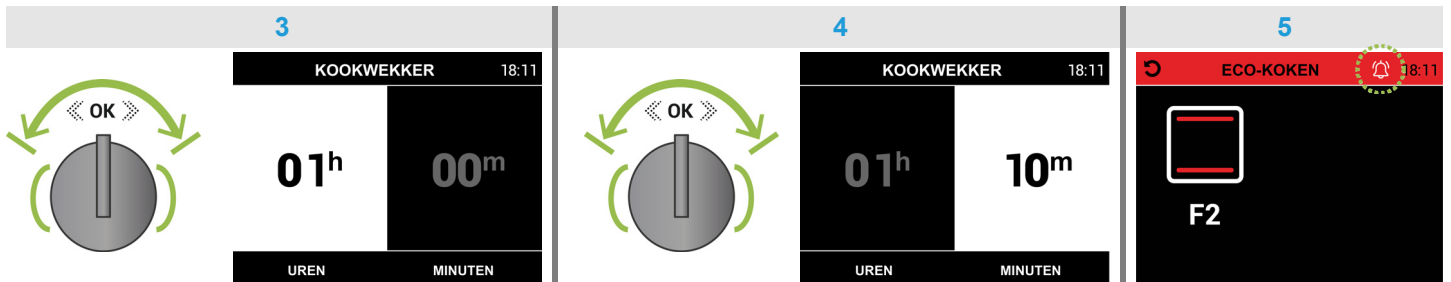 3
OK
KOOKWEKKER 18:11
01h 00m
UREN MINUTEN
4
OK
KOOKWEKKER 18:11
01h 10m
UREN MINUTEN
5
ECO-KOKEN 18:11
F2